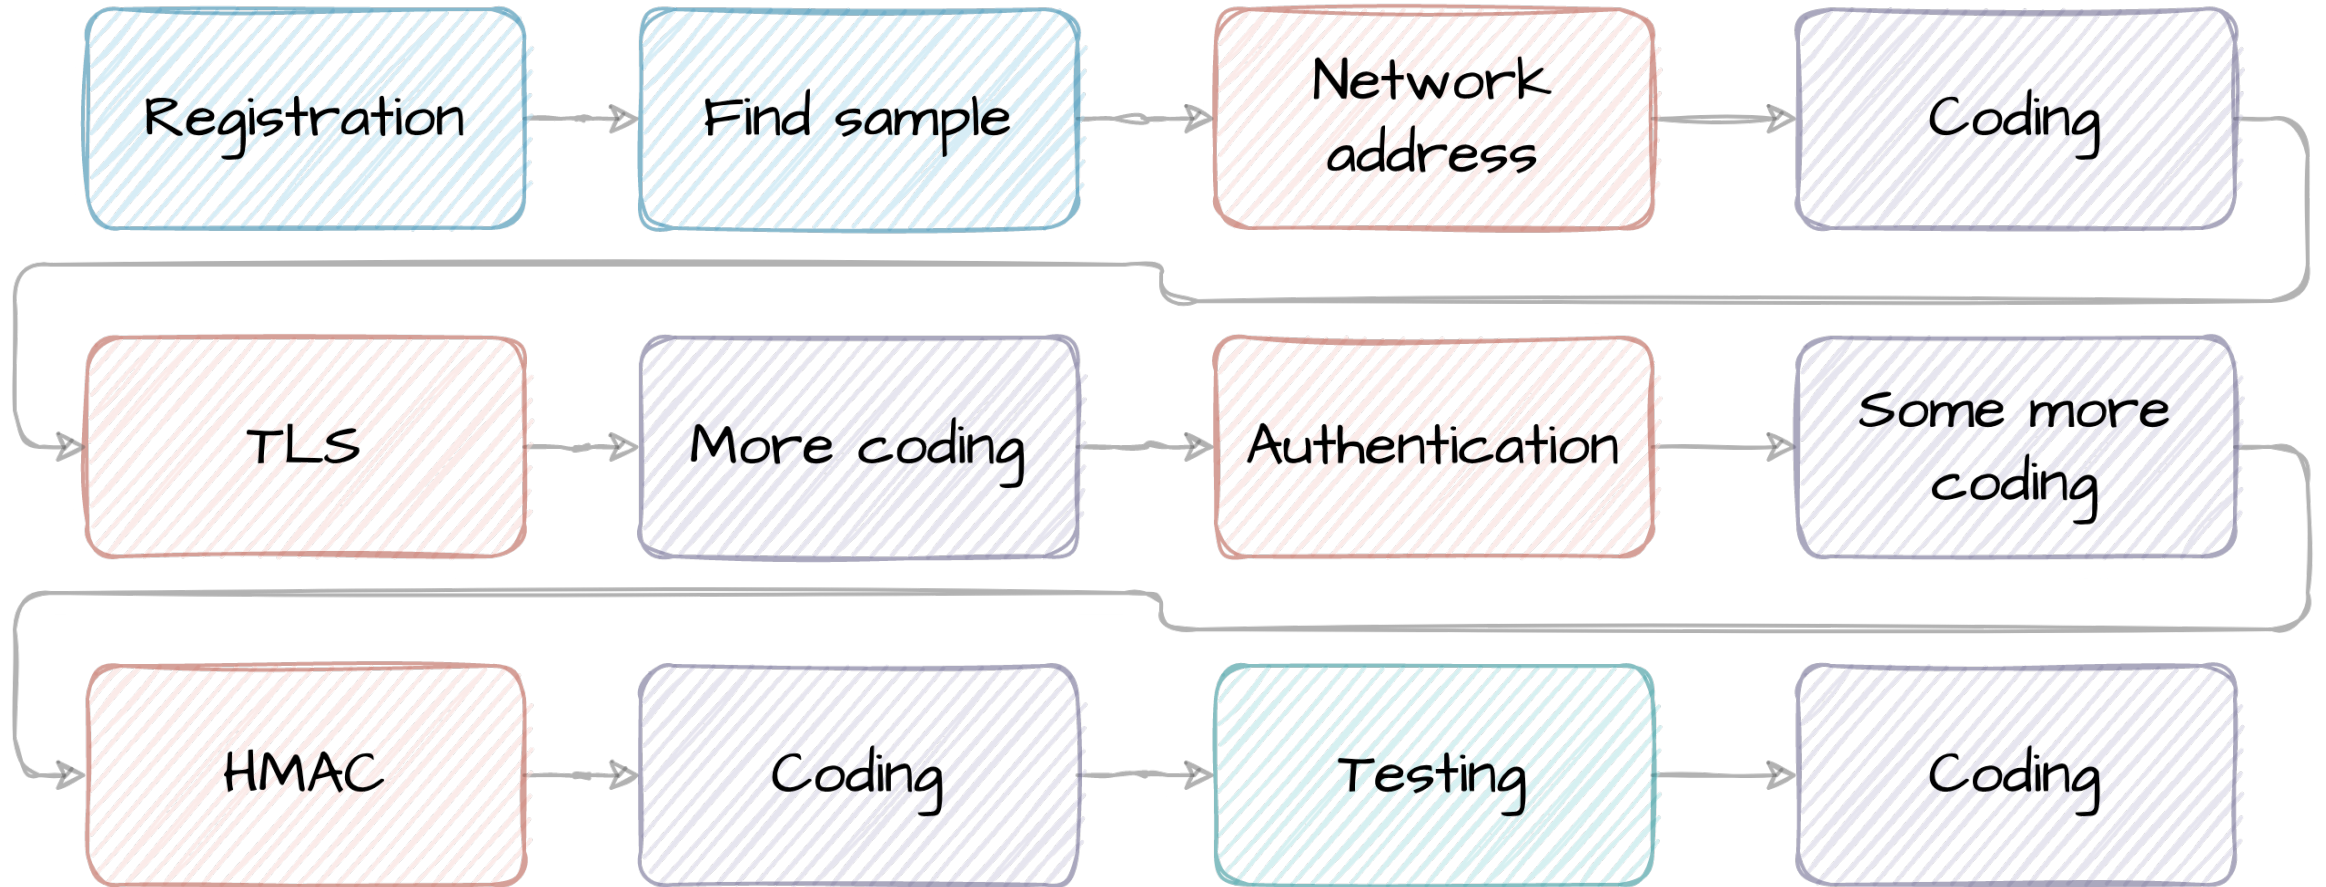 Registration
Find sample
Network
address
Coding
TLS
More coding
Authentication
Some more
coding
HMAC
Coding
Testing
Coding